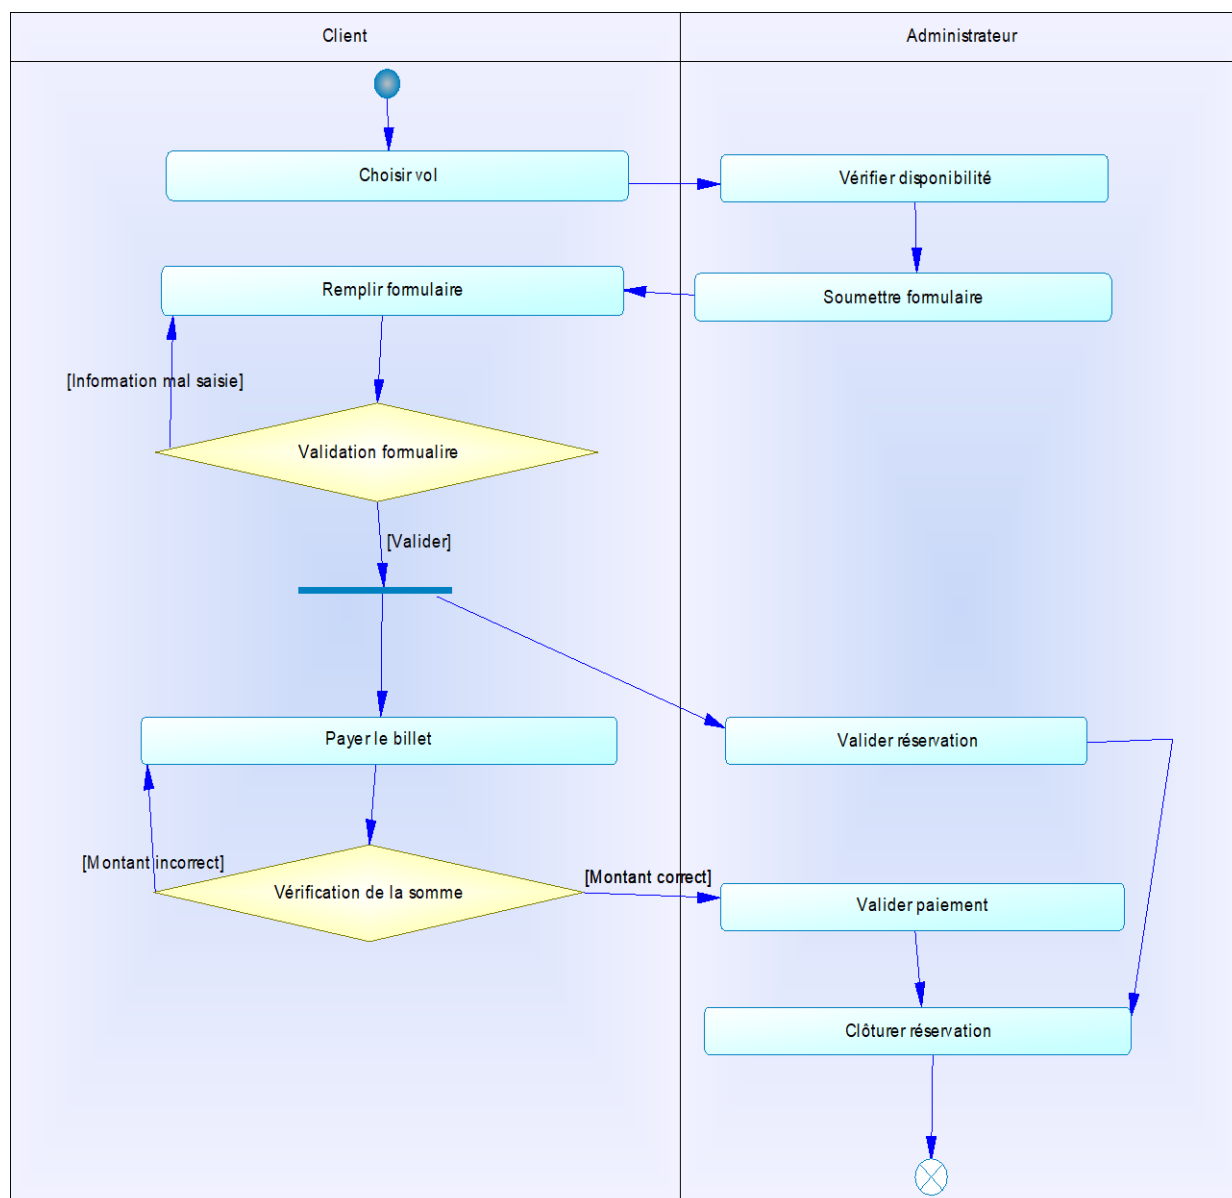 Client
Administrateur
Choisir vol
Vérifier disponibilité
Remplir formulaire
Soumettre formulaire
[Information mal saisie]
Validation formualire
[Valider]
Payer le billet
Valider réservation
[Montant incorrect]
[Montant correct]
Vérification de la somme
Valider paiement
Clôturer réservation